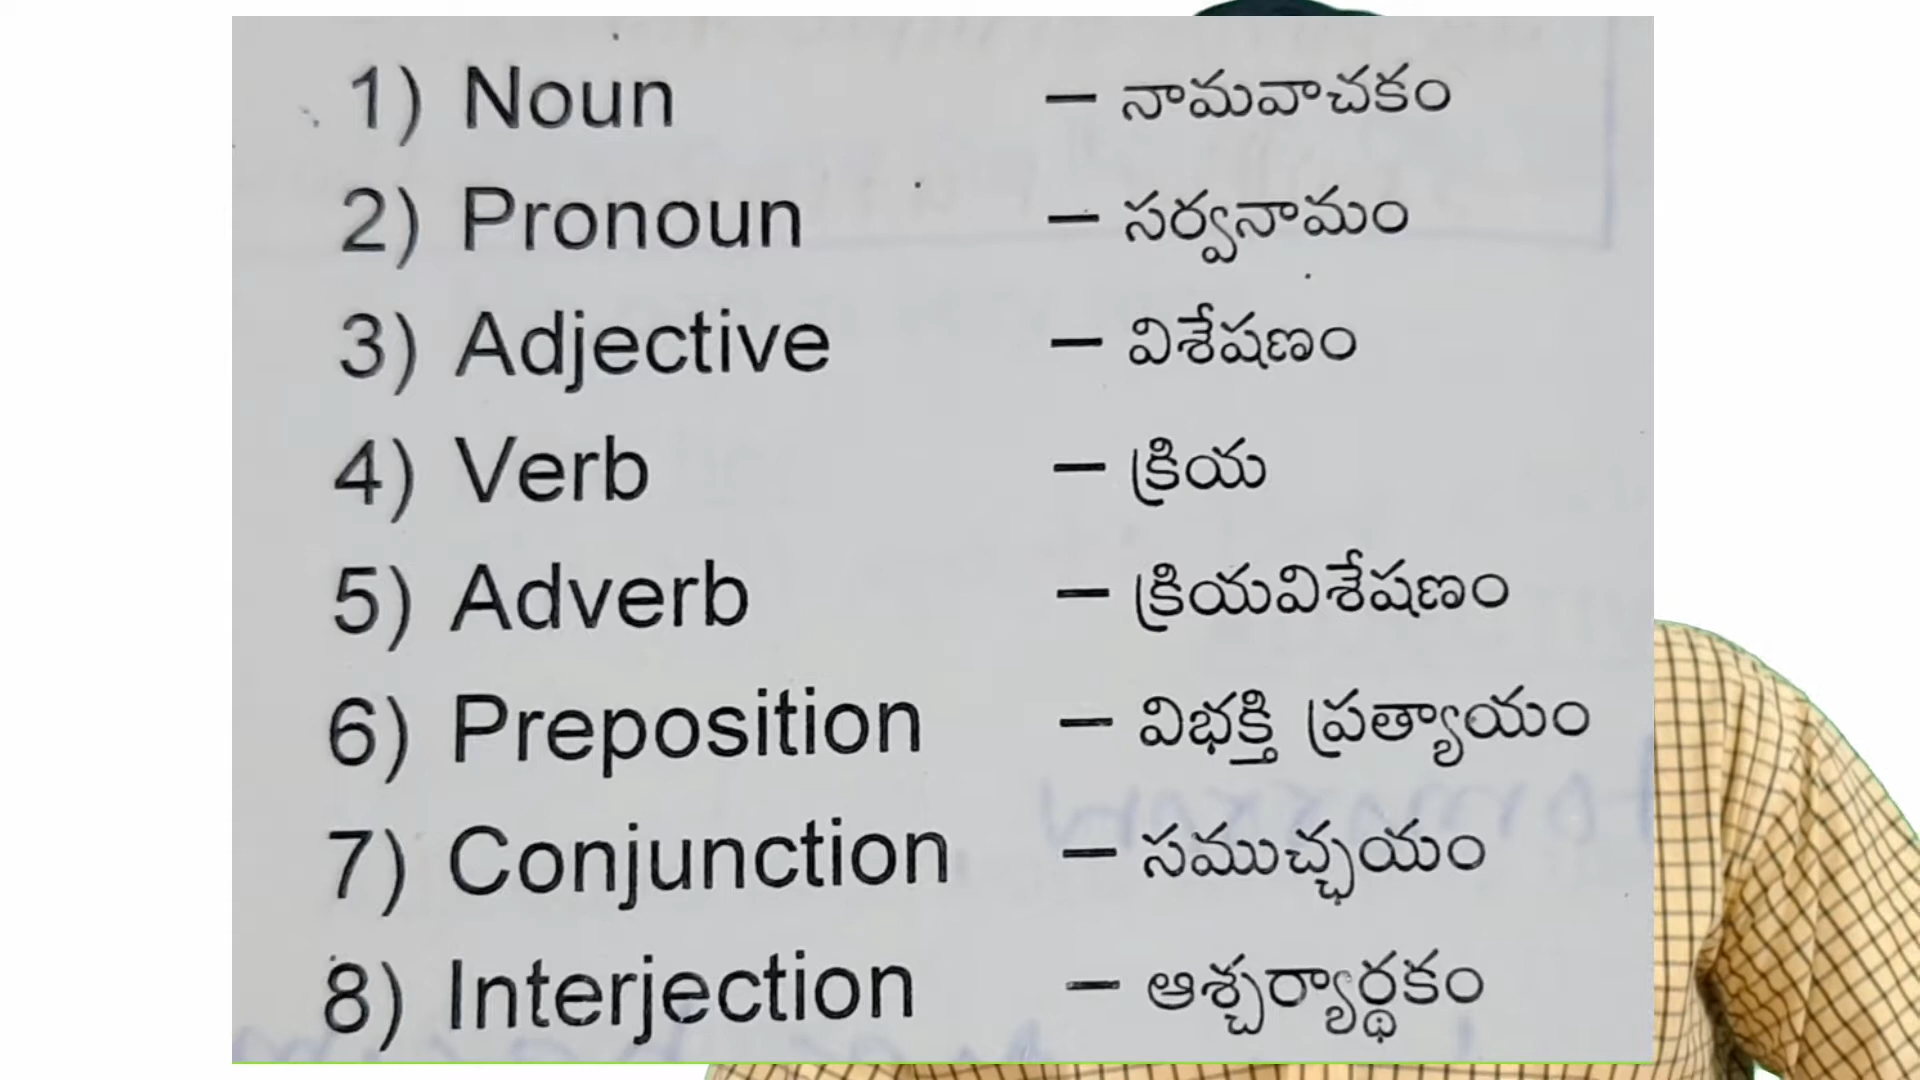 1) Noun – నామవాచకం
2) Pronoun – సర్వనామం
3) Adjective – విశేషణం
4) Verb – క్రియ
5) Adverb – క్రియవిశేషణం
6) Preposition – విభక్తి ప్రత్యాయం
7) Conjunction – సముచ్ఛయం
8) Interjection – ఆశ్చర్యార్థకం